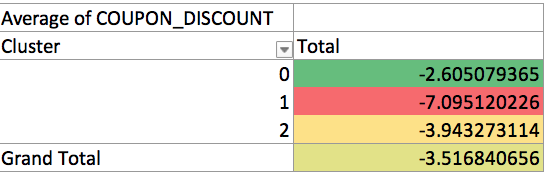 Average of COUPON_DISCOUNT
Cluster Total
0 -2.605079365
1 -7.095120226
2 -3.943273114
Grand Total -3.516840656